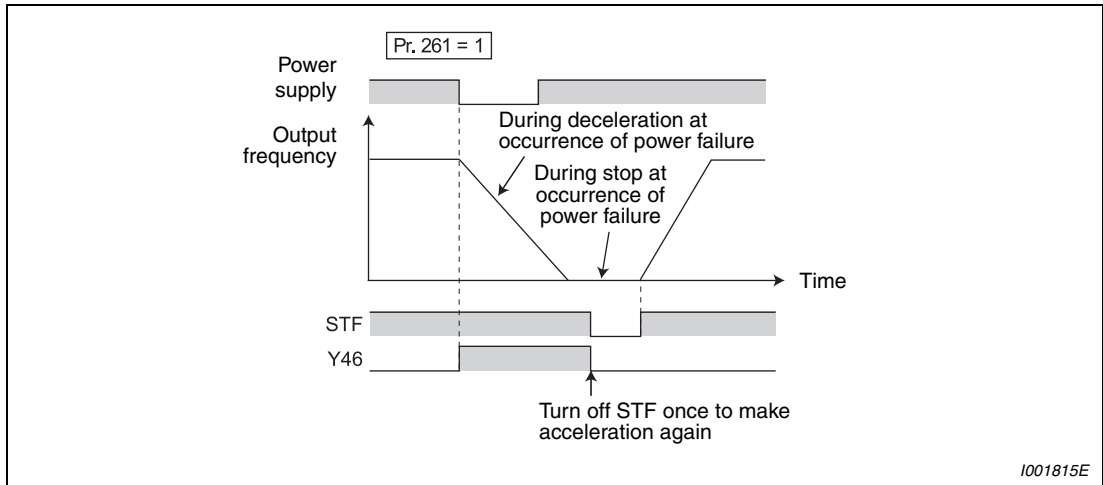 Pr. 261 = 1
Power
supply
During deceleration at
occurrence of power failure
Output
frequency
During stop at
occurrence of
power failure
Time
STF
Y46
Turn off STF once to make
acceleration again
I001815E